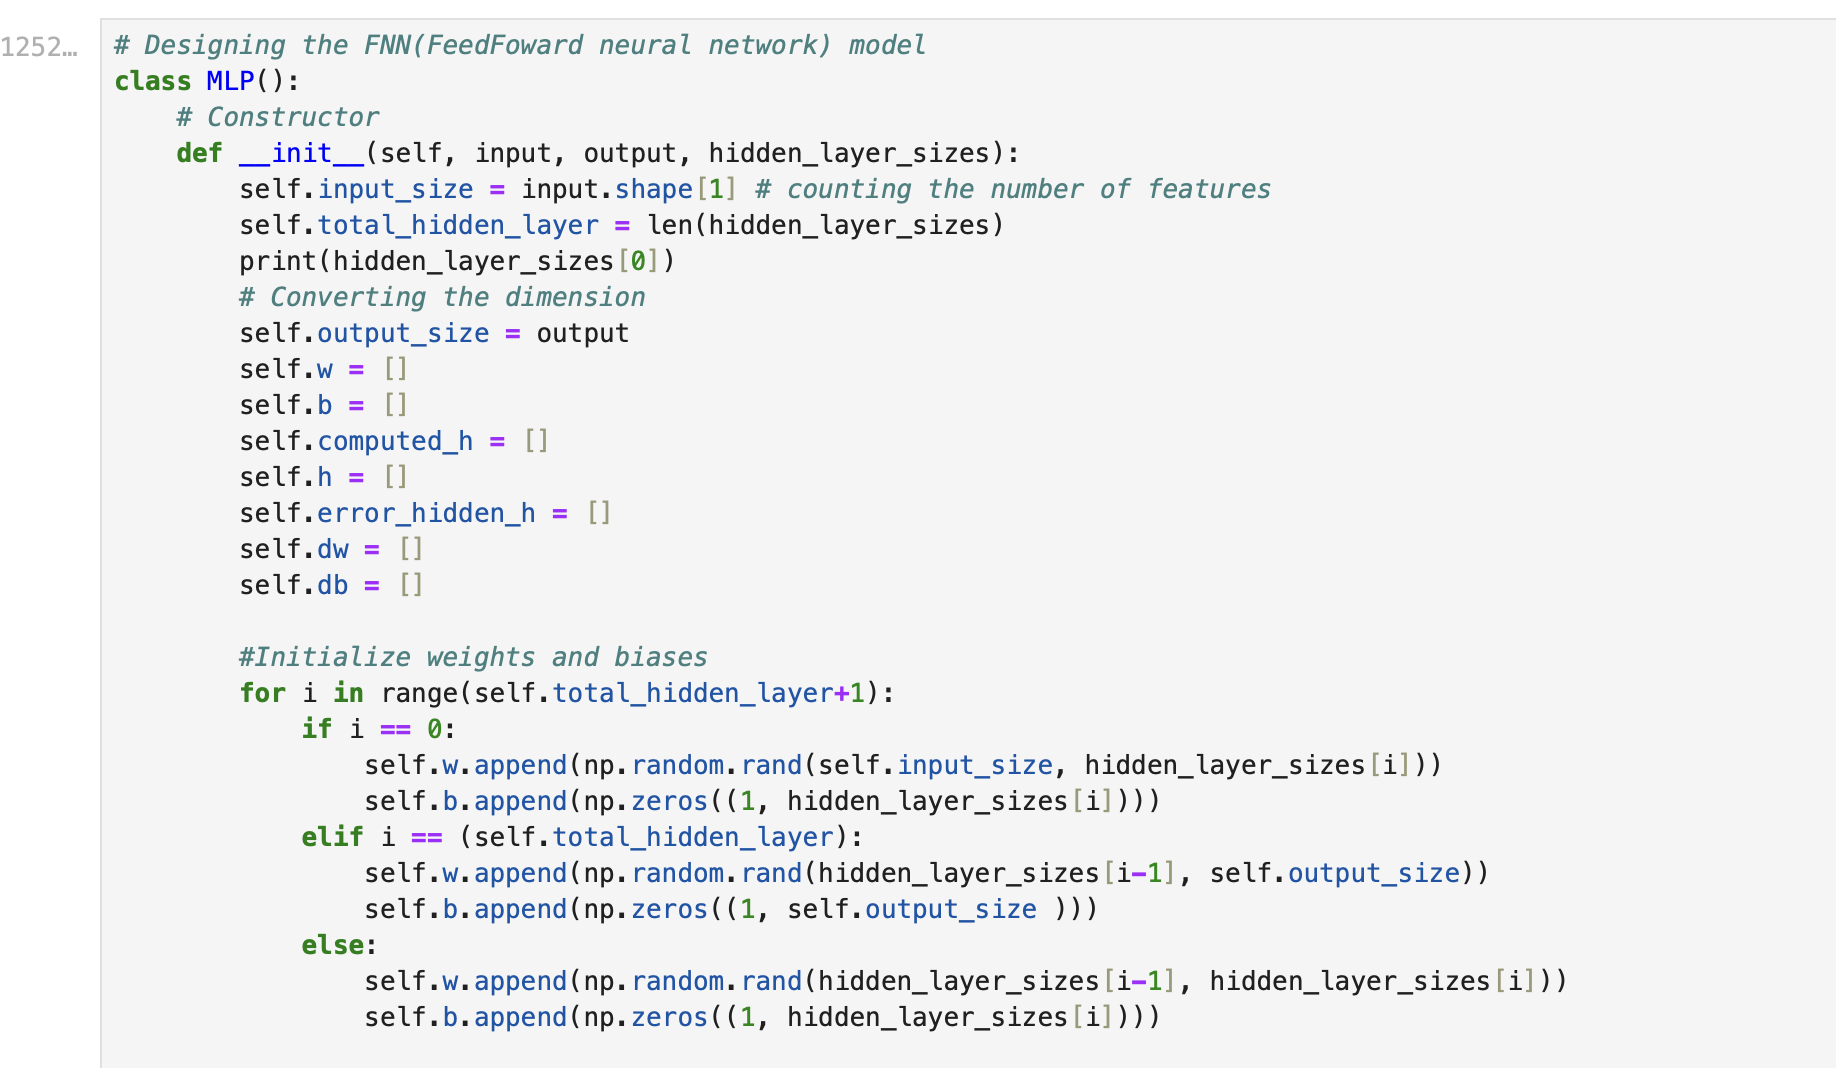 1252…
# Designing the FNN(FeedFoward neural network) model
class MLP():
    # Constructor
    def __init__(self, input, output, hidden_layer_sizes):
        self.input_size = input.shape[1] # counting the number of features
        self.total_hidden_layer = len(hidden_layer_sizes)
        print(hidden_layer_sizes[0])
        # Converting the dimension
        self.output_size = output
        self.w = []
        self.b = []
        self.computed_h = []
        self.h = []
        self.error_hidden_h = []
        self.dw = []
        self.db = []

        #Initialize weights and biases
        for i in range(self.total_hidden_layer+1):
            if i == 0:
                self.w.append(np.random.rand(self.input_size, hidden_layer_sizes[i]))
                self.b.append(np.zeros((1, hidden_layer_sizes[i])))
            elif i == (self.total_hidden_layer):
                self.w.append(np.random.rand(hidden_layer_sizes[i-1], self.output_size))
                self.b.append(np.zeros((1, self.output_size )))
            else:
                self.w.append(np.random.rand(hidden_layer_sizes[i-1], hidden_layer_sizes[i]))
                self.b.append(np.zeros((1, hidden_layer_sizes[i])))